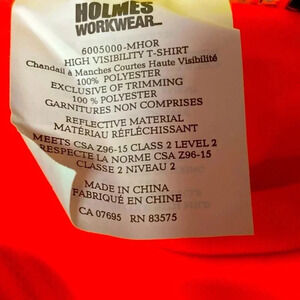 HOLMES
WORKWEAR
6005000-MHOR
HIGH VISIBILITY T-SHIRT
Chandail à Manches Courtes Haute Visibilité
100% POLYESTER
EXCLUSIVE OF TRIMMING
100 % POLYESTER
GARNITURES NON COMPRISES
REFLECTIVE MATERIAL
MATÉRIAU RÉFLÉCHISSANT
MEETS CSA Z96-15 CLASS 2 LEVEL 2
RESPECTE LA NORME CSA Z96-15
CLASSE 2 NIVEAU 2
MADE IN CHINA
FABRIQUÉ EN CHINE
CA 07695 RN 83575